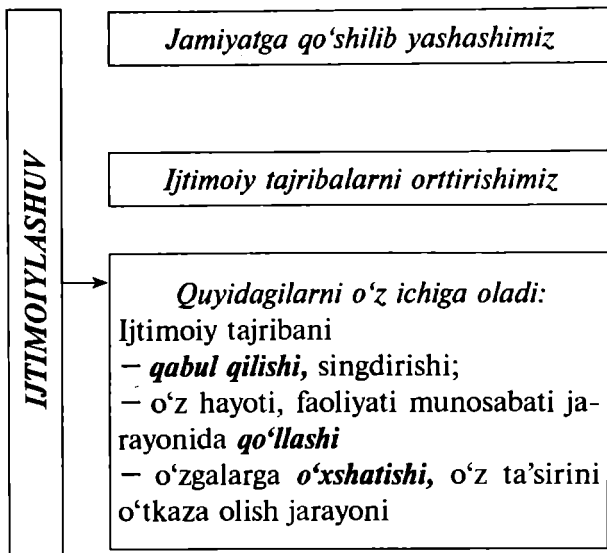 IJTIMOIYLASHUV
Jamiyatga qo‘shilib yashashimiz
Ijtimoiy tajribalarni orttirishimiz
Quyidagilarni o‘z ichiga oladi:
Ijtimoiy tajribani
— qabul qilishi, singdirishi;
— o‘z hayoti, faoliyati munosabati ja-
rayonida qo‘llashi
— o‘zgalarga o‘xshatishi, o‘z ta’sirini
o‘tkaza olish jarayoni